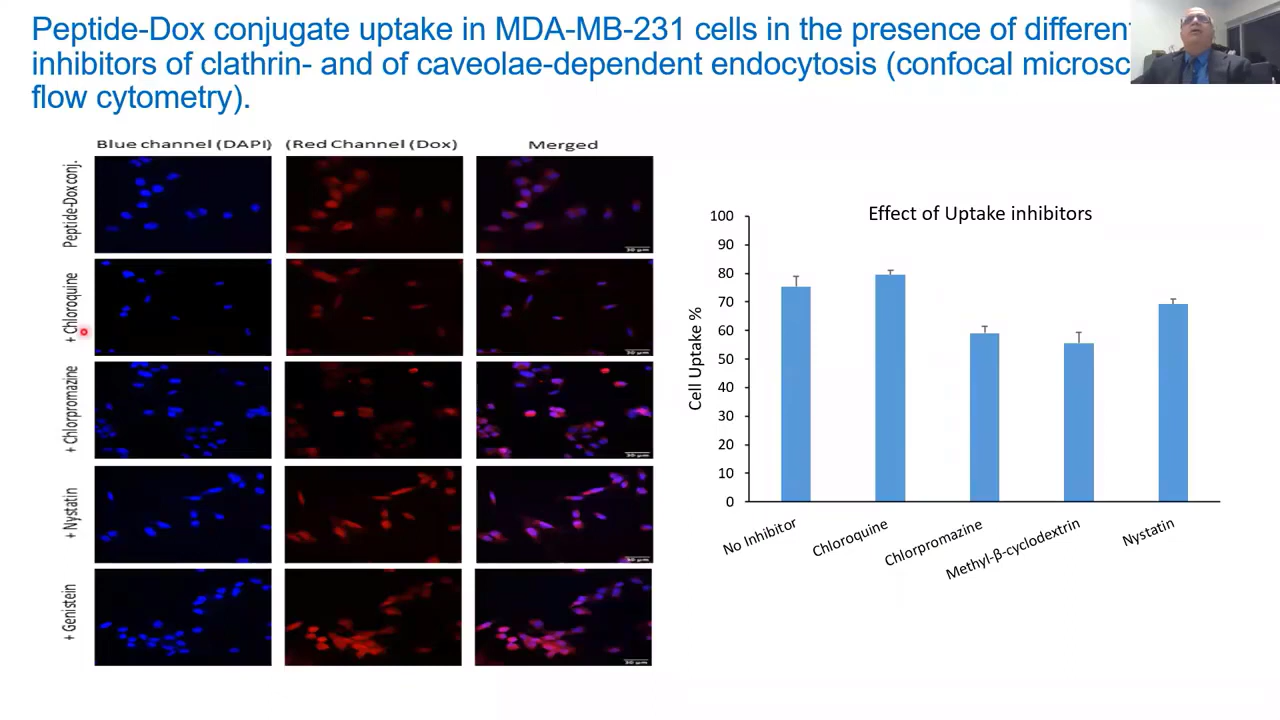 Peptide-Dox conjugate uptake in MDA-MB-231 cells in the presence of
inhibitors of clathrin- and of caveolae-dependent endocytosis (confocal
flow cytometry).
Blue channel (DAPI) (Red Channel (Dox) Merged
Peptide-Dox conj.
+ Chloroquine
+ Chlorpromazine
+ Nystatin
+ Genistein
Effect of Uptake inhibitors
Cell Uptake %
100
90
80
70
60
50
40
30
20
10
0
No Inhibitor
Chloroquine
Chlorpromazine
Methyl-β-cyclodextrin
Nystatin